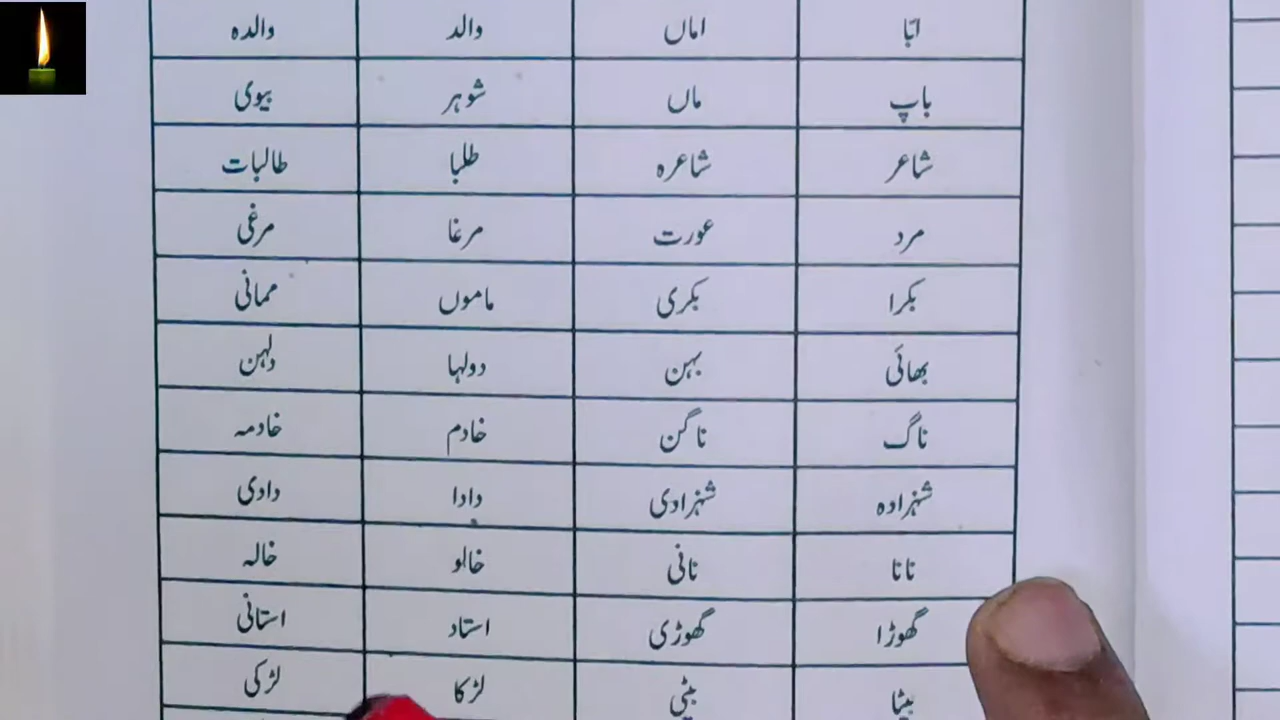 ابّا اماں والد والدہ
باپ ماں شوہر بیوی
شاعر شاعرہ طلبا طالبات
مرد عورت مرغا مرغی
بکرا بکری ماموں ممانی
بھائی بہن دولہا دلہن
ناگ ناگن خادم خادمہ
شہزادہ شہزادی دادا دادی
نانا نانی خالو خالہ
گھوڑا گھوڑی استاد استانی
بیٹا بیٹی لڑکا لڑکی